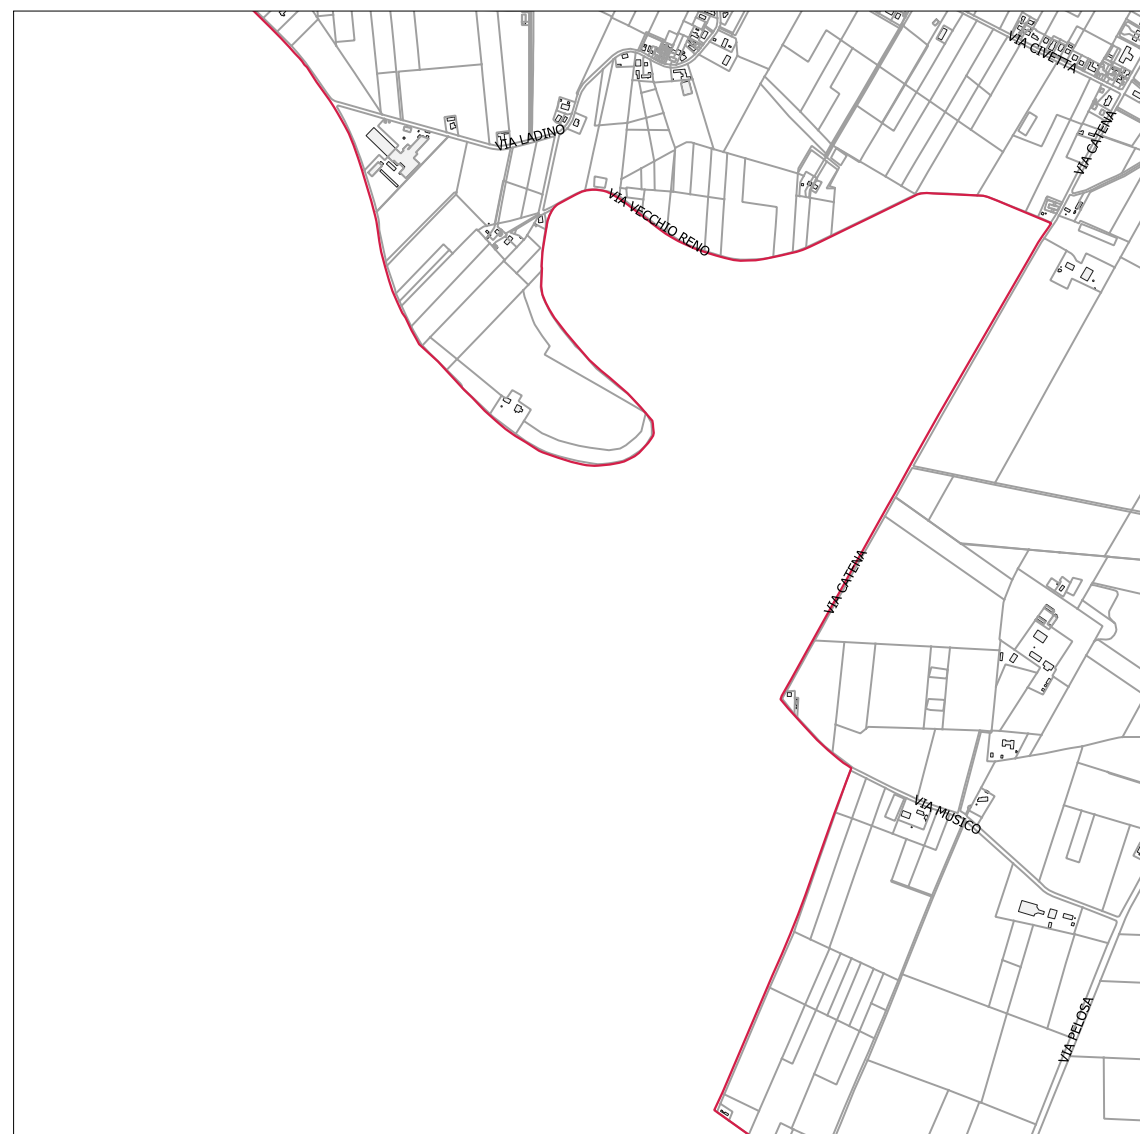 VIA CIVETTA
VIA LADINO
VIA CATENA
VIA VECCHIO RENO
VIA CATENA
VIA MUSICO
VIA PELOSA